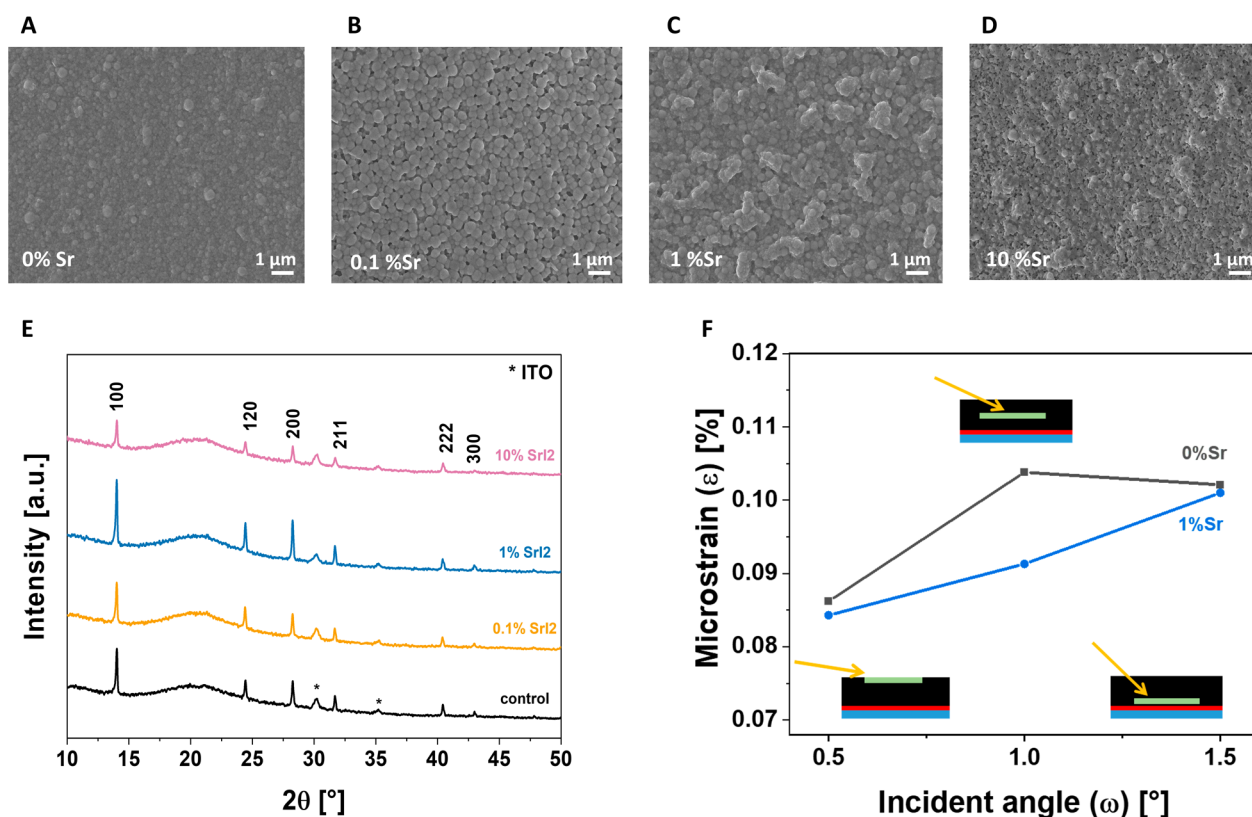 A
B
C
D
0% Sr
1 µm
0.1 %Sr
1 µm
1 %Sr
1 µm
10 %Sr
1 µm
E
* ITO
100
120
200
211
222
300
10% SrI2
1% SrI2
0.1% SrI2
control
*
*
Intensity [a.u.]
10
15
20
25
30
35
40
45
50
2θ [°]
F
0.12
0.11
0.10
0.09
0.08
0.07
Microstrain (ε) [%]
0%Sr
1%Sr
0.5
1.0
1.5
Incident angle (ω) [°]